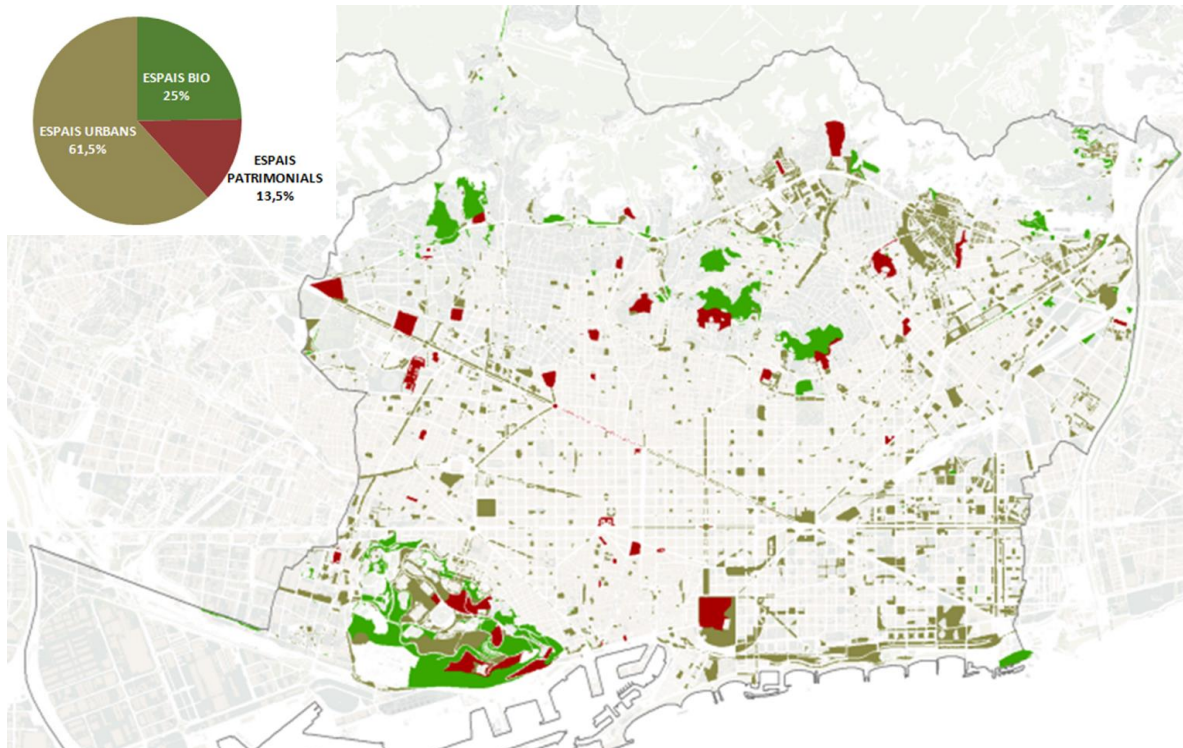 ESPAIS BIO
25%
ESPAIS URBANS
61,5%
ESPAIS
PATRIMONIALS
13,5%